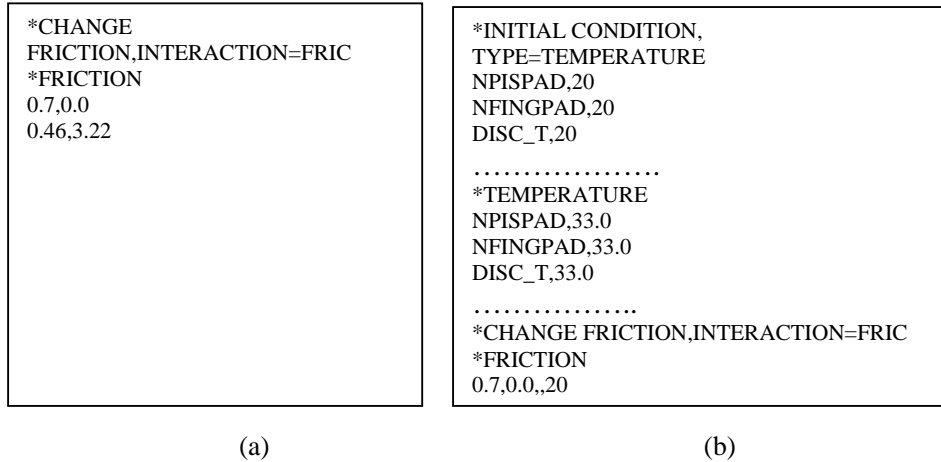 *CHANGE
FRICTION,INTERACTION=FRIC
*FRICTION
0.7,0.0
0.46,3.22
(a)
*INITIAL CONDITION,
TYPE=TEMPERATURE
NPISPAD,20
NFINGPAD,20
DISC_T,20
………………….
*TEMPERATURE
NPISPAD,33.0
NFINGPAD,33.0
DISC_T,33.0
……………..
*CHANGE FRICTION,INTERACTION=FRIC
*FRICTION
0.7,0.0,,20
(b)